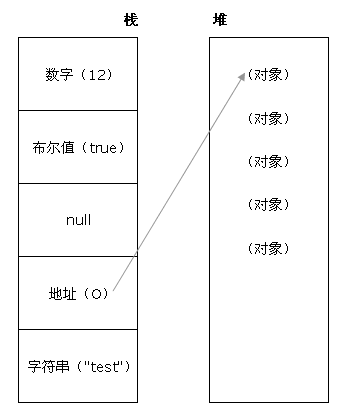 栈 堆
数字（12）
布尔值（true）
null
地址（O）
字符串（"test"）
（对象）
（对象）
（对象）
（对象）
（对象）